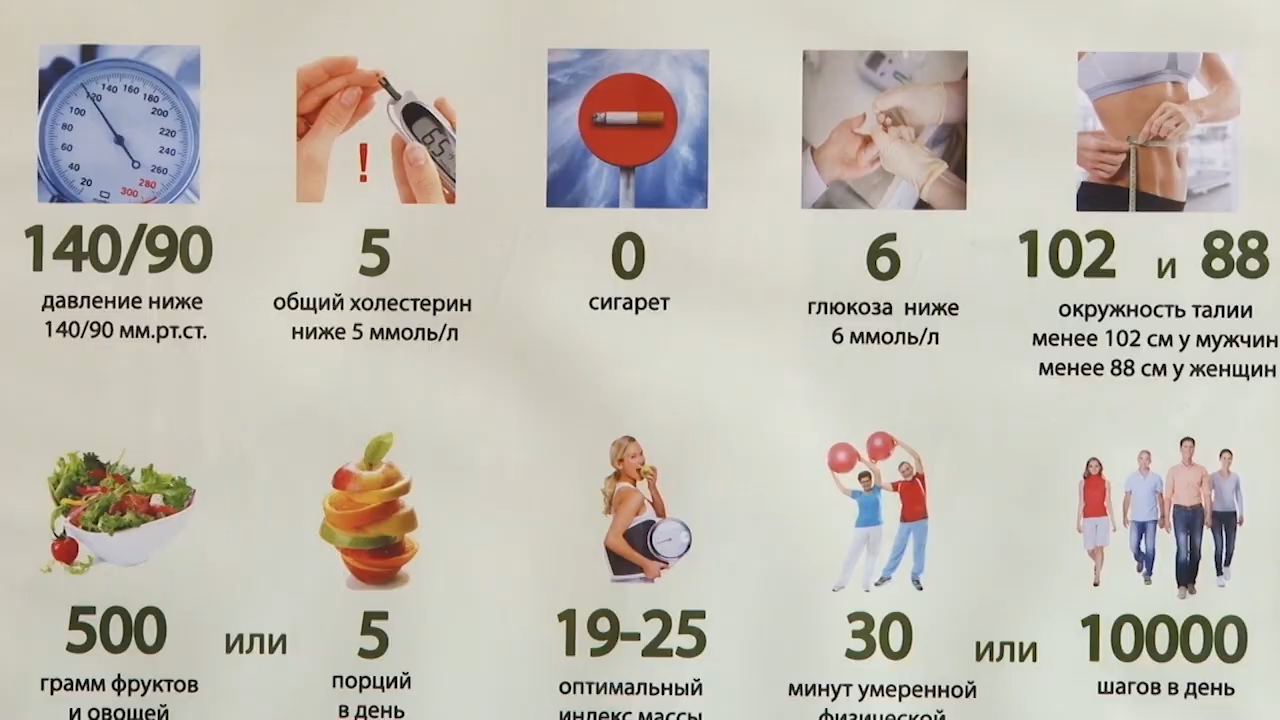 140/90
давление ниже
140/90 мм.рт.ст.
5
общий холестерин
ниже 5 ммоль/л
0
сигарет
6
глюкоза ниже
6 ммоль/л
102 и 88
окружность талии
менее 102 см у мужчин
менее 88 см у женщин
500
грамм фруктов
и овощей
или
5
порций
в день
19-25
оптимальный
индекс массы
30
минут умеренной
физической
или
10000
шагов в день